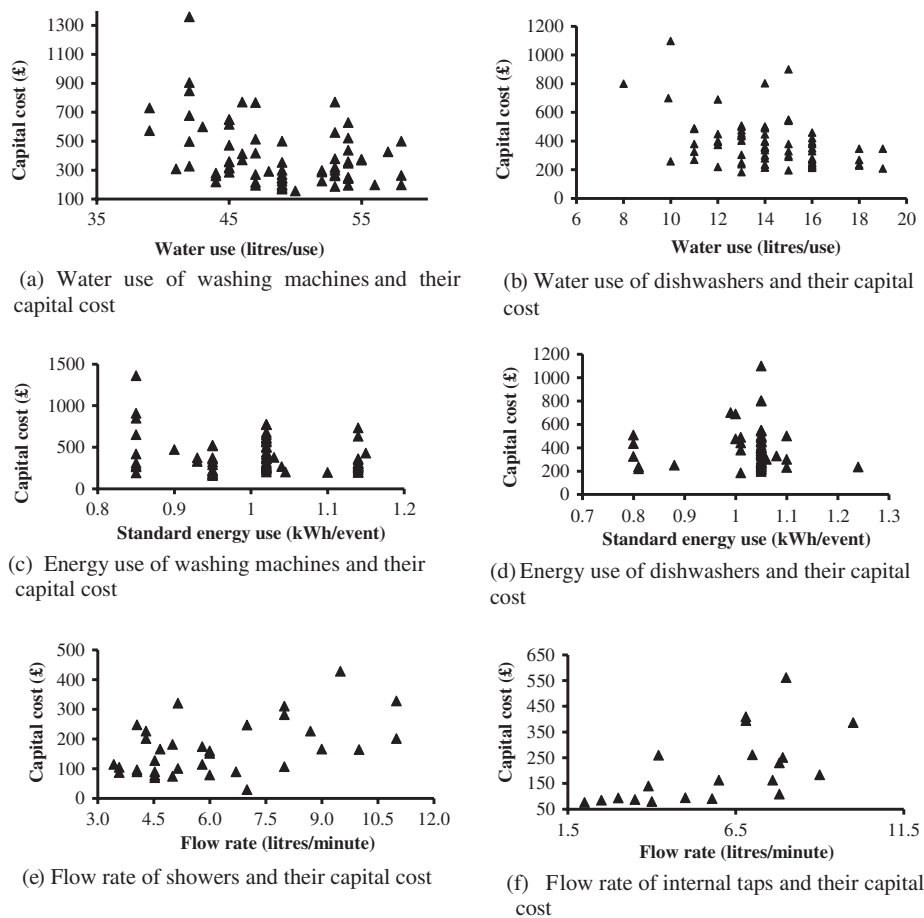 1300
1100
900
700
500
300
100
Capital cost (£)
35 45 55
Water use (litres/use)
(a) Water use of washing machines and their
capital cost
1200
1000
800
600
400
200
0
Capital cost (£)
6 8 10 12 14 16 18 20
Water use (litres/use)
(b) Water use of dishwashers and their capital
cost
1500
1000
500
0
Capital cost (£)
0.8 0.9 1 1.1 1.2
Standard energy use (kWh/event)
(c) Energy use of washing machines and their
capital cost
1200
1000
800
600
400
200
0
Capital cost (£)
0.7 0.8 0.9 1 1.1 1.2 1.3
Standard energy use (kWh/event)
(d) Energy use of dishwashers and their capital
cost
500
400
300
200
100
0
Capital cost (£)
3.0 4.5 6.0 7.5 9.0 10.5 12.0
Flow rate (litres/minute)
(e) Flow rate of showers and their capital cost
650
550
450
350
250
150
50
Capital cost (£)
1.5 6.5 11.5
Flow rate (litres/minute)
(f) Flow rate of internal taps and their capital
cost